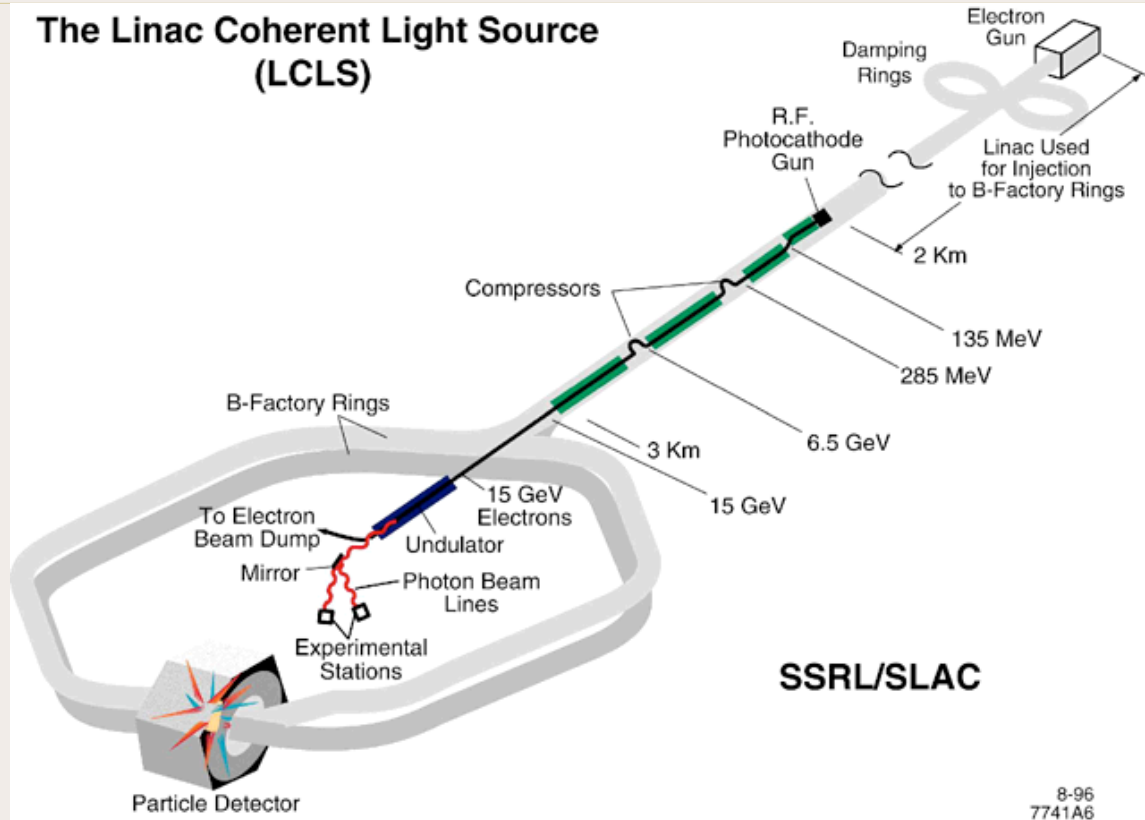 The Linac Coherent Light Source
(LCLS)
Electron
Gun
Damping
Rings
R.F.
Photocathode
Gun
Linac Used
for Injection
to B-Factory Rings
2 Km
Compressors
135 MeV
285 MeV
B-Factory Rings
6.5 GeV
3 Km
15 GeV
15 GeV
Electrons
To Electron
Beam Dump
Undulator
Mirror
Photon Beam
Lines
Experimental
Stations
SSRL/SLAC
Particle Detector
8-96
7741A6